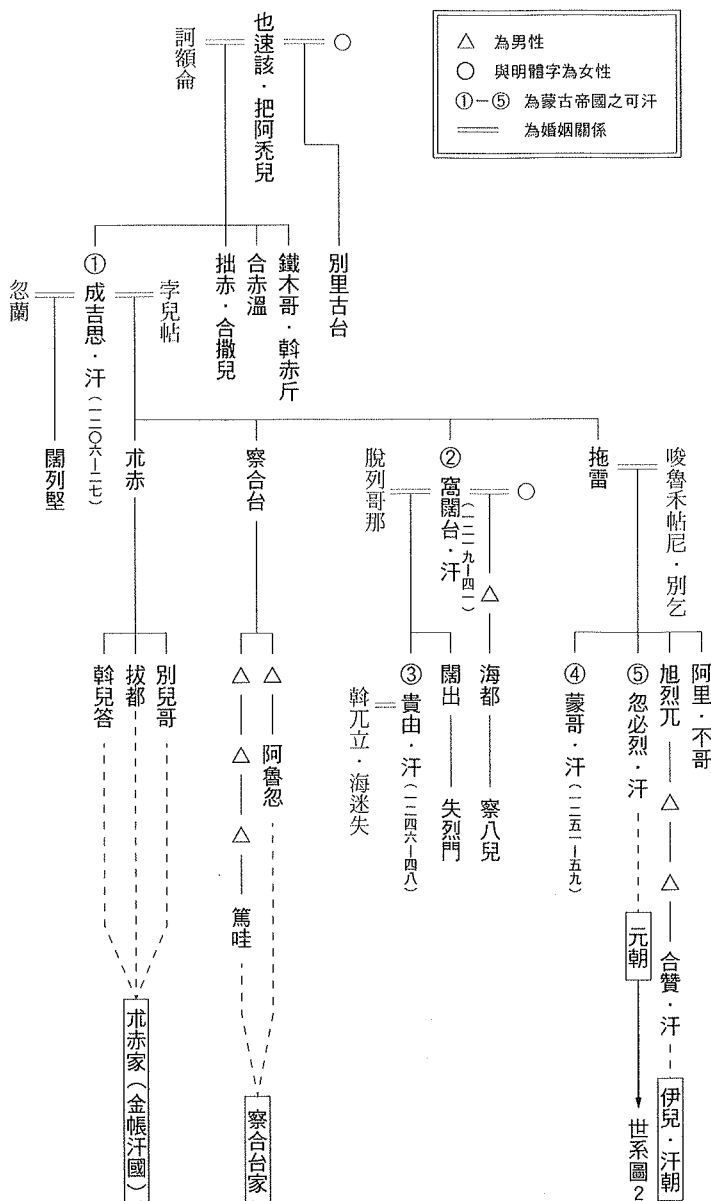 △ 為男性
○ 與明體字為女性
①—⑤ 為蒙古帝國之可汗
═══ 為婚姻關係
訶額侖
也速該・把阿禿兒
○
忽蘭
① 成吉思・汗(一二〇六—二七)
孛兒帖
拙赤・合撒兒
合赤溫
鐵木哥・斡赤斤
別里古台
闊列堅
朮赤
察合台
脫列哥那
② 窩闊台・汗(一二二九—四一)
○
拖雷
唆魯禾帖尼・別乞
斡兒答
拔都
別兒哥
△
△
△
篤哇
△
阿魯忽
斡兀立・海迷失
③ 貴由・汗(一二四六—四八)
闊出
失烈門
△
海都
察八兒
④ 蒙哥・汗(一二五一—五九)
⑤ 忽必烈・汗
旭烈兀
△
△
合贊・汗
阿里・不哥
朮赤家(金帳汗國)
察合台家
元朝
世系圖2
伊兒・汗朝